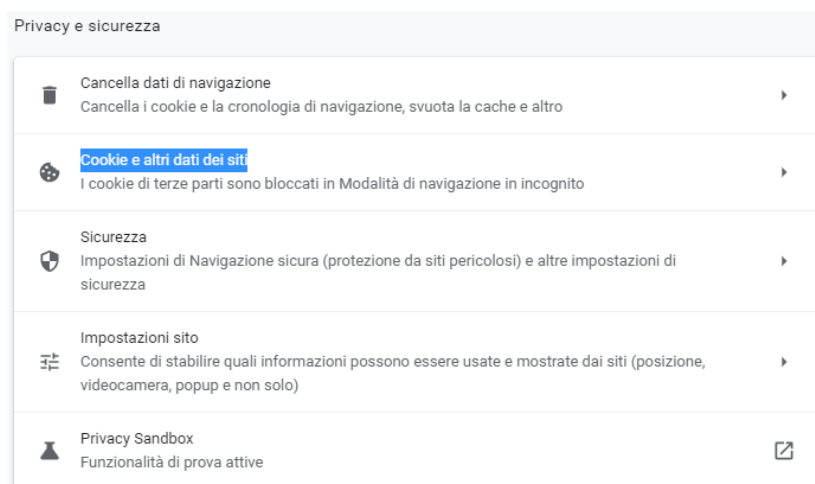 Privacy e sicurezza
Cancella dati di navigazione
Cancella i cookie e la cronologia di navigazione, svuota la cache e altro
Cookie e altri dati dei siti
I cookie di terze parti sono bloccati in Modalità di navigazione in incognito
Sicurezza
Impostazioni di Navigazione sicura (protezione da siti pericolosi) e altre impostazioni di
sicurezza
Impostazioni sito
Consente di stabilire quali informazioni possono essere usate e mostrate dai siti (posizione,
videocamera, popup e non solo)
Privacy Sandbox
Funzionalità di prova attive